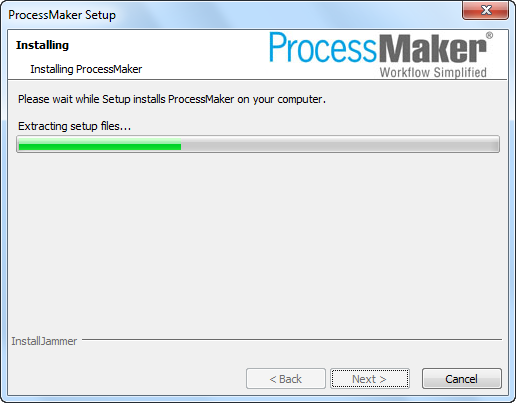 ProcessMaker Setup
Installing
Installing ProcessMaker
ProcessMaker®
Workflow Simplified
Please wait while Setup installs ProcessMaker on your computer.
Extracting setup files...
InstallJammer
< Back
Next >
Cancel